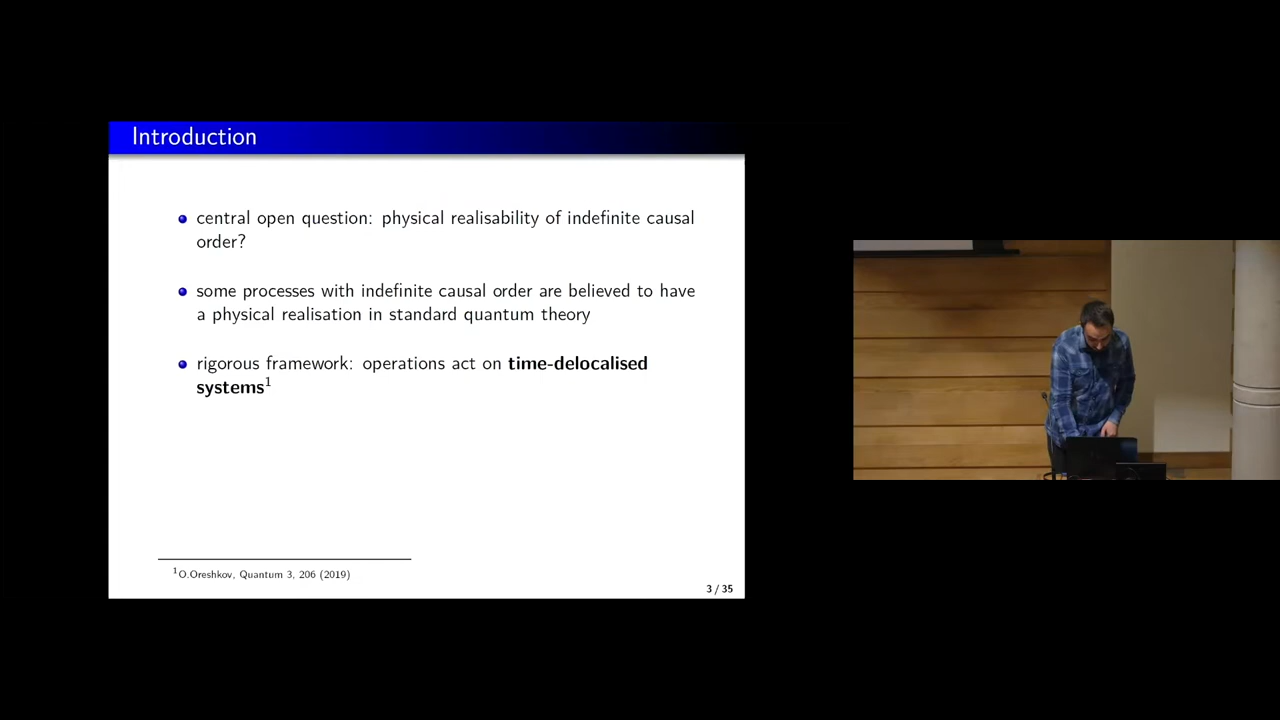 Introduction
central open question: physical realisability of indefinite causal
order?
some processes with indefinite causal order are believed to have
a physical realisation in standard quantum theory
rigorous framework: operations act on time-delocalised
systems1
1O.Oreshkov, Quantum 3, 206 (2019)
3 / 35